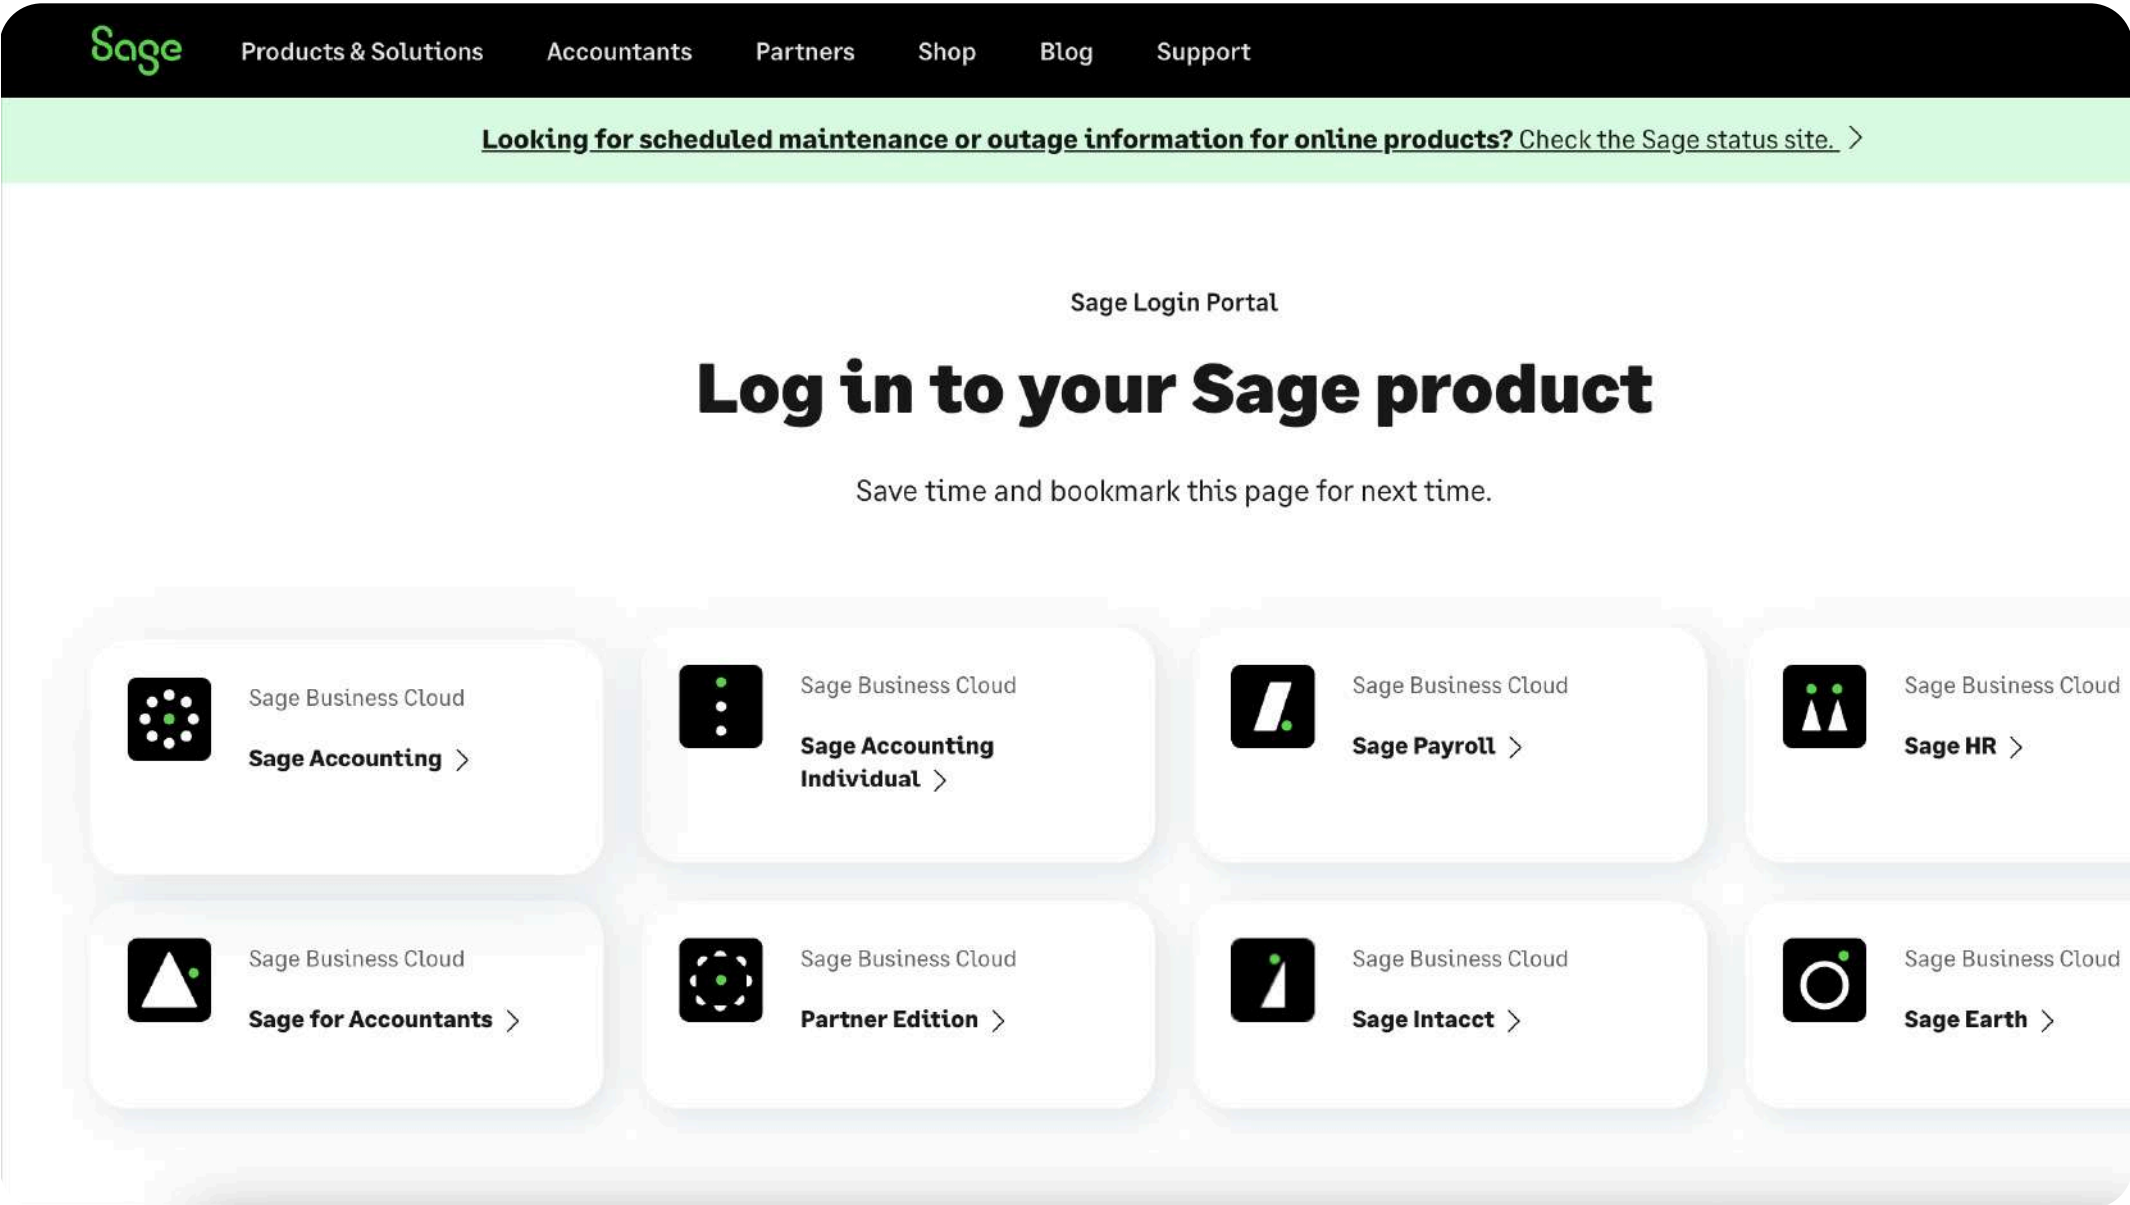 Sage
Products & Solutions
Accountants
Partners
Shop
Blog
Support
Looking for scheduled maintenance or outage information for online products? Check the Sage status site.
Sage Login Portal
Log in to your Sage product
Save time and bookmark this page for next time.
Sage Business Cloud
Sage Accounting
Sage Business Cloud
Sage Accounting
Individual
Sage Business Cloud
Sage Payroll
Sage Business Cloud
Sage HR
Sage Business Cloud
Sage for Accountants
Sage Business Cloud
Partner Edition
Sage Business Cloud
Sage Intacct
Sage Business Cloud
Sage Earth